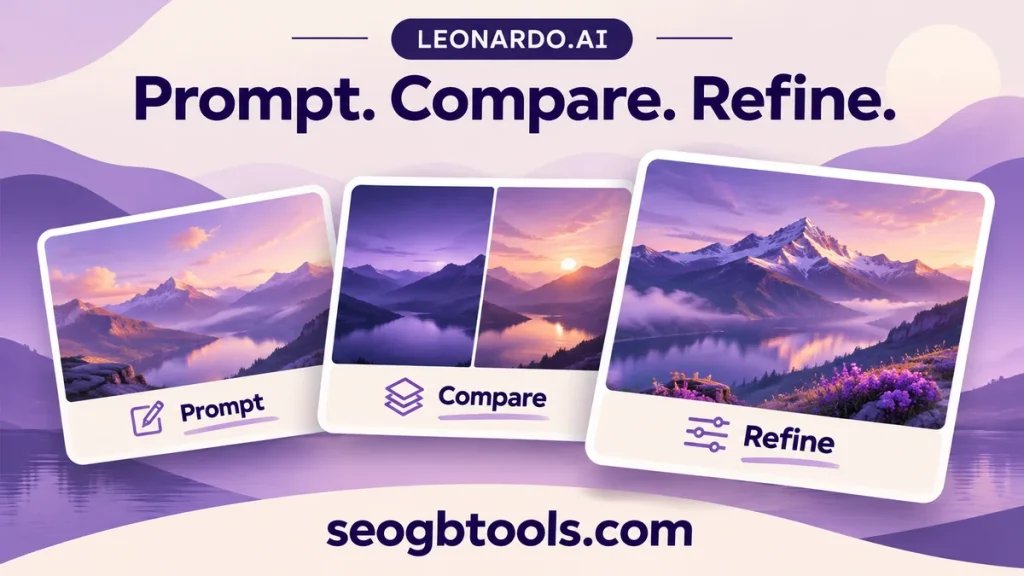 LEONARDO.AI
Prompt. Compare. Refine.
Prompt
Compare
Refine
seogbtools.com